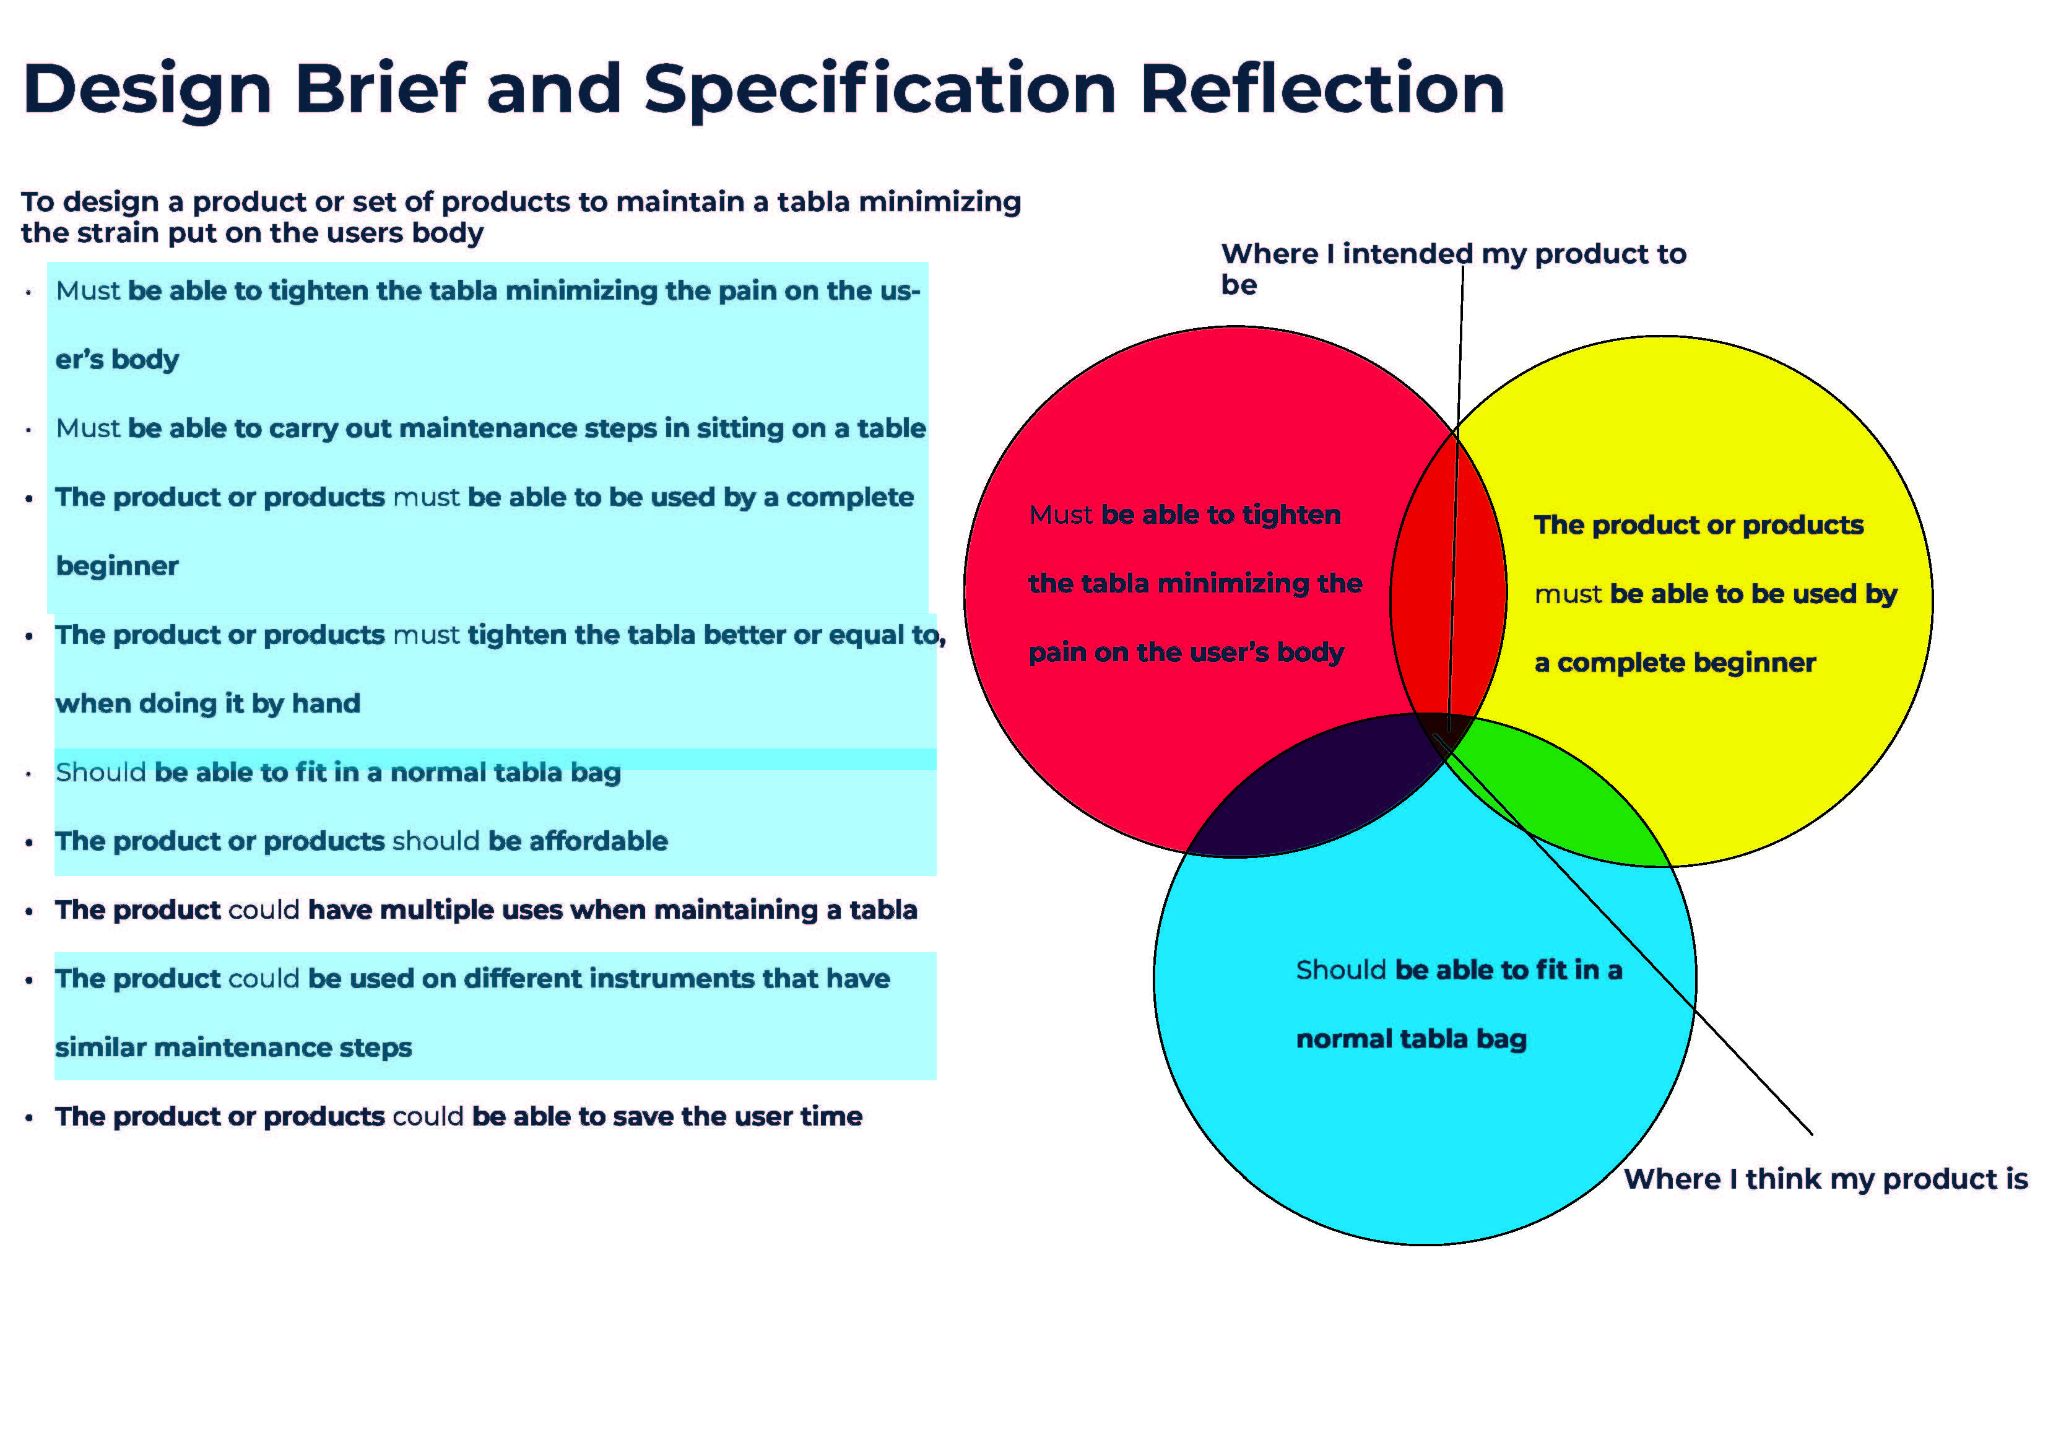 Design Brief and Specification Reflection
To design a product or set of products to maintain a tabla minimizing
the strain put on the users body
• Must be able to tighten the tabla minimizing the pain on the us-
er’s body
• Must be able to carry out maintenance steps in sitting on a table
• The product or products must be able to be used by a complete
beginner
• The product or products must tighten the tabla better or equal to,
when doing it by hand
• Should be able to fit in a normal tabla bag
• The product or products should be affordable
• The product could have multiple uses when maintaining a tabla
• The product could be used on different instruments that have
similar maintenance steps
• The product or products could be able to save the user time
Where I intended my product to
be
Must be able to tighten
the tabla minimizing the
pain on the user’s body
The product or products
must be able to be used by
a complete beginner
Should be able to fit in a
normal tabla bag
Where I think my product is